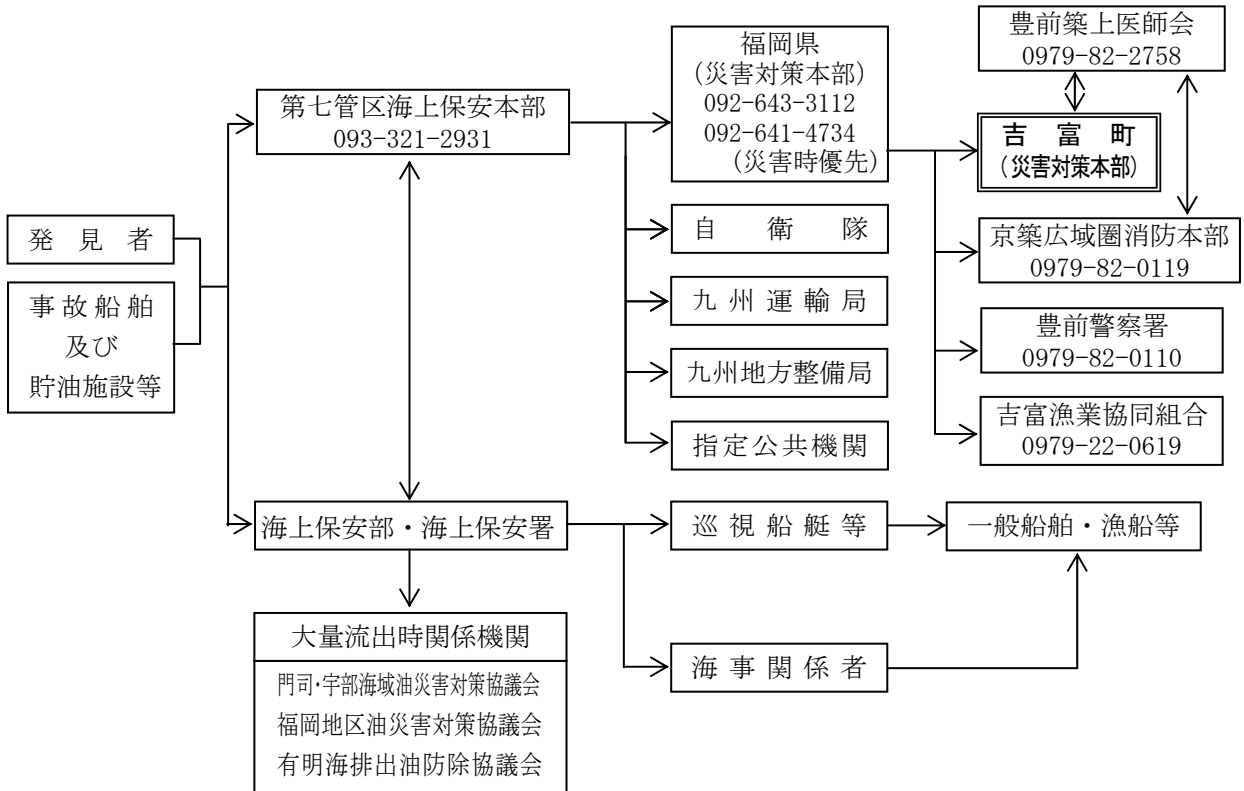 発見者
事故船舶
及び
貯油施設等
第七管区海上保安本部
093-321-2931
海上保安部・海上保安署
大量流出時関係機関
門司・宇部海域油災害対策協議会
福岡地区油災害対策協議会
有明海排出油防除協議会
福岡県
(災害対策本部)
092-643-3112
092-641-4734
(災害時優先)
自衛隊
九州運輸局
九州地方整備局
指定公共機関
巡視船艇等
海事関係者
豊前築上医師会
0979-82-2758
吉富町
(災害対策本部)
京築広域圏消防本部
0979-82-0119
豊前警察署
0979-82-0110
吉富漁業協同組合
0979-22-0619
一般船舶・漁船等